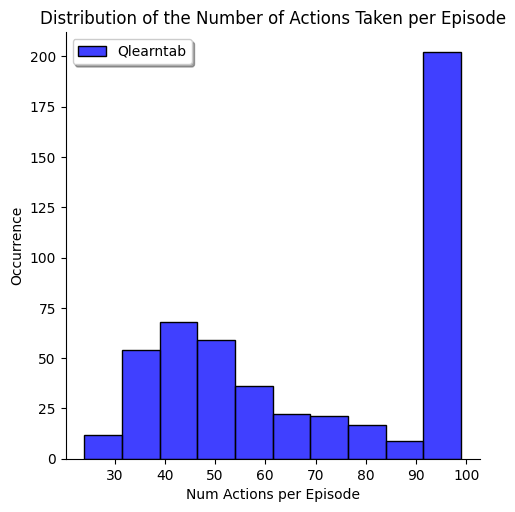 Distribution of the Number of Actions Taken per Episode
Qlearntab
Occurrence
200
175
150
125
100
75
50
25
0
30 40 50 60 70 80 90 100
Num Actions per Episode